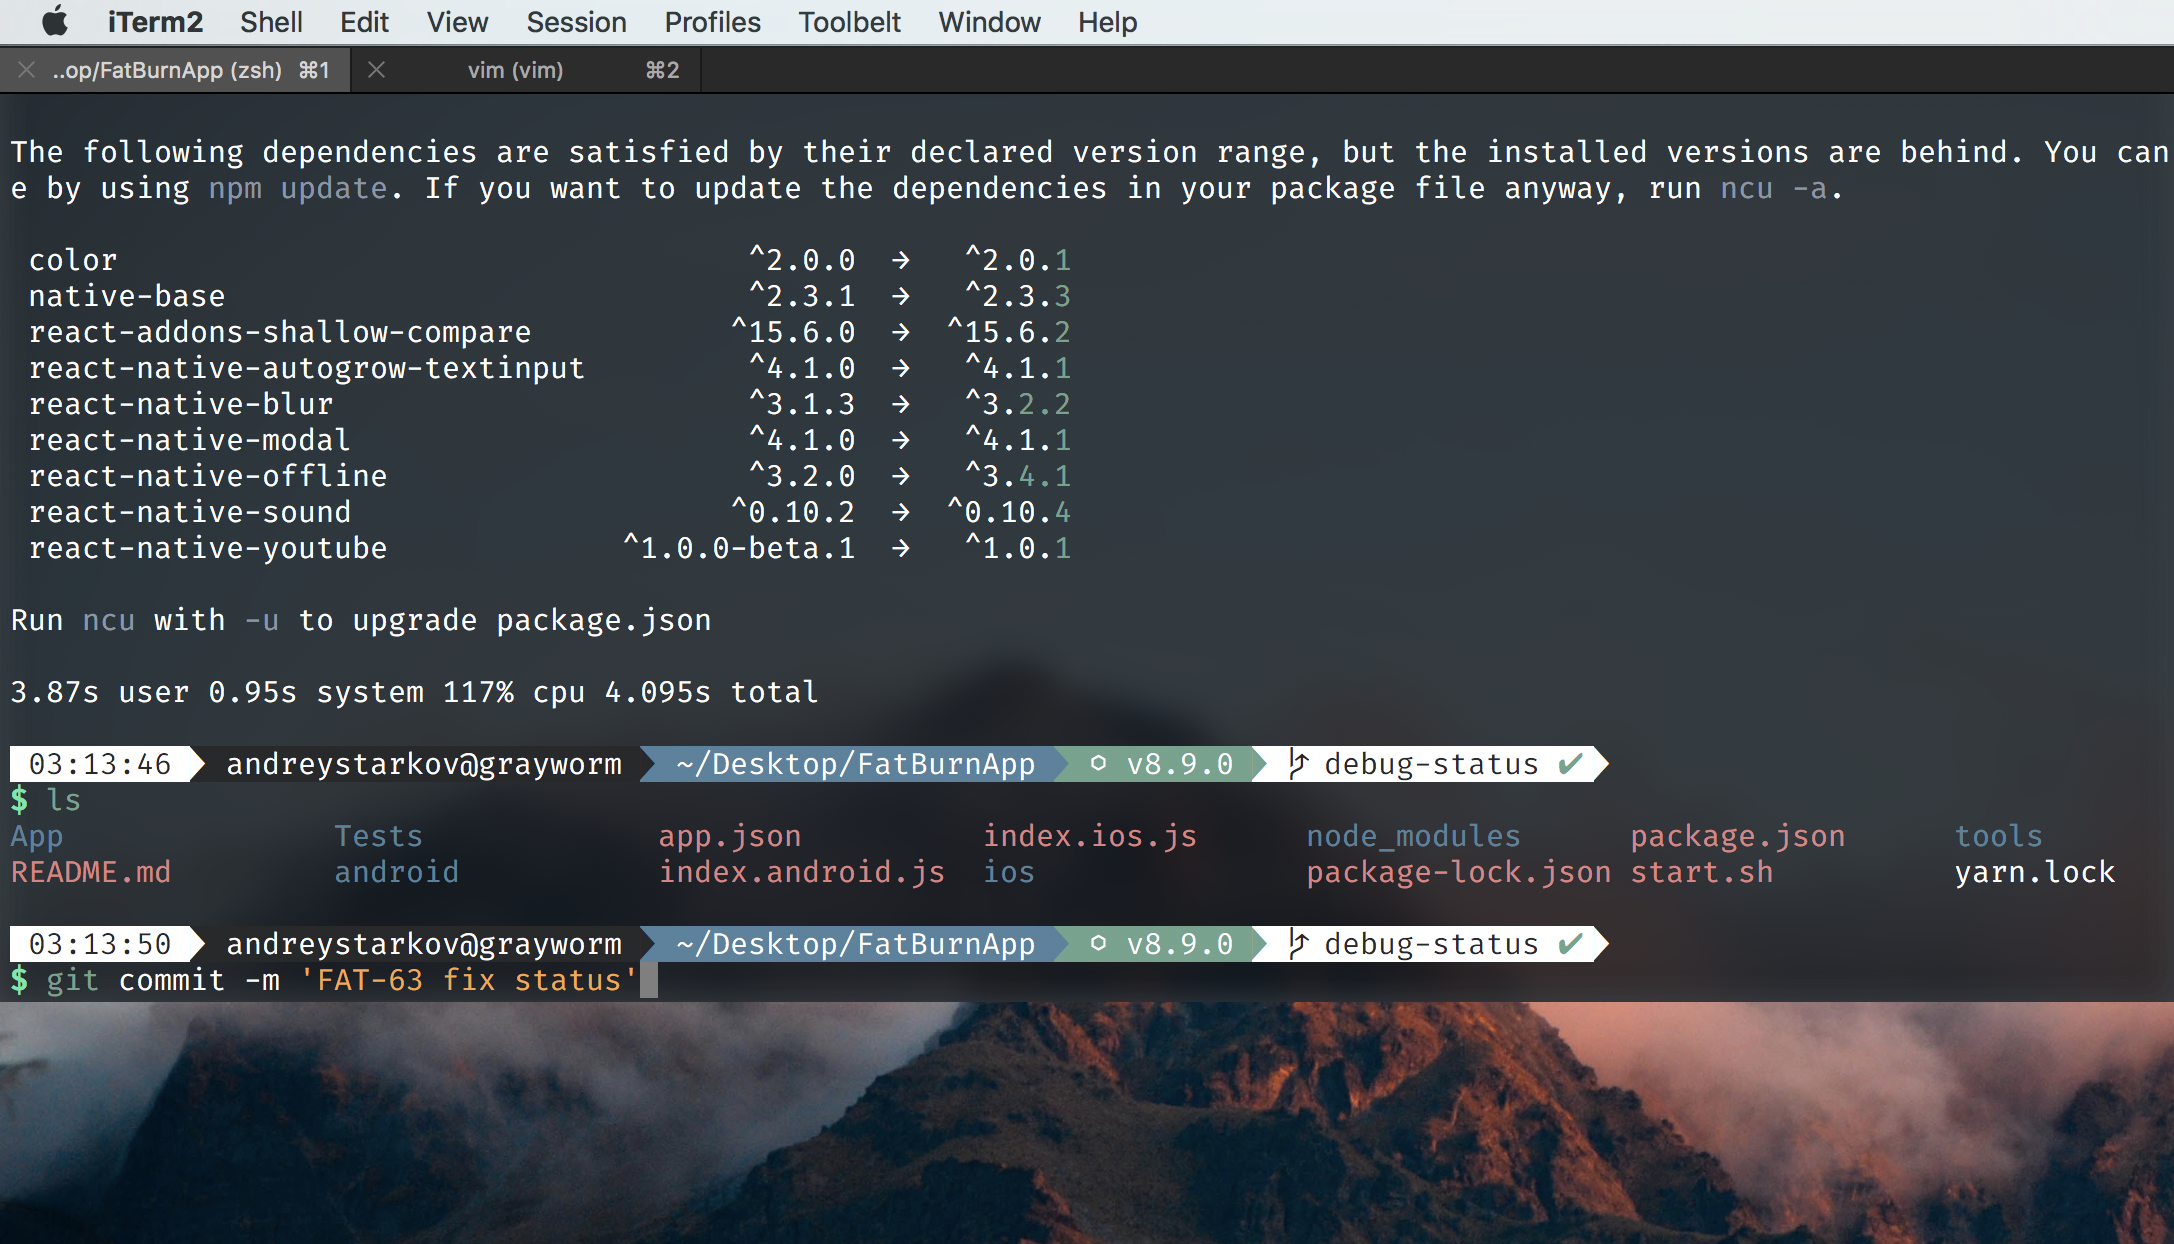 iTerm2 Shell Edit View Session Profiles Toolbelt Window Help
..op/FatBurnApp (zsh) ⌘1 vim (vim) ⌘2
The following dependencies are satisfied by their declared version range, but the installed versions are behind. You can
e by using npm update. If you want to update the dependencies in your package file anyway, run ncu -a.
color ^2.0.0 → ^2.0.1
native-base ^2.3.1 → ^2.3.3
react-addons-shallow-compare ^15.6.0 → ^15.6.2
react-native-autogrow-textinput ^4.1.0 → ^4.1.1
react-native-blur ^3.1.3 → ^3.2.2
react-native-modal ^4.1.0 → ^4.1.1
react-native-offline ^3.2.0 → ^3.4.1
react-native-sound ^0.10.2 → ^0.10.4
react-native-youtube ^1.0.0-beta.1 → ^1.0.1
Run ncu with -u to upgrade package.json
3.87s user 0.95s system 117% cpu 4.095s total
03:13:46 andreystarkov@grayworm ~/Desktop/FatBurnApp ⬡ v8.9.0 debug-status ✔
$ ls
App Tests app.json index.ios.js node_modules package.json tools
README.md android index.android.js ios package-lock.json start.sh yarn.lock
03:13:50 andreystarkov@grayworm ~/Desktop/FatBurnApp ⬡ v8.9.0 debug-status ✔
$ git commit -m 'FAT-63 fix status'